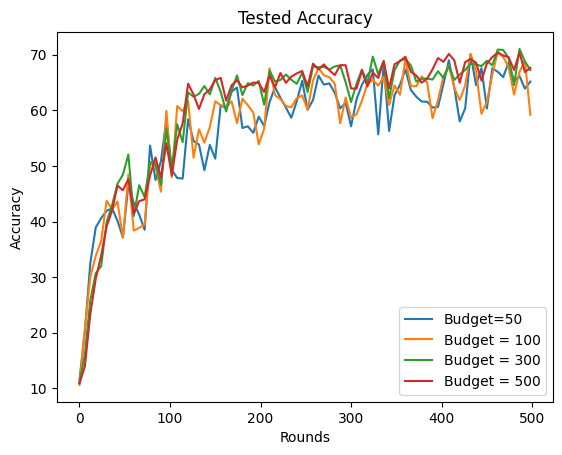 Tested Accuracy
Accuracy
70
60
50
40
30
20
10
0
100
200
300
400
500
Rounds
Budget=50
Budget = 100
Budget = 300
Budget = 500